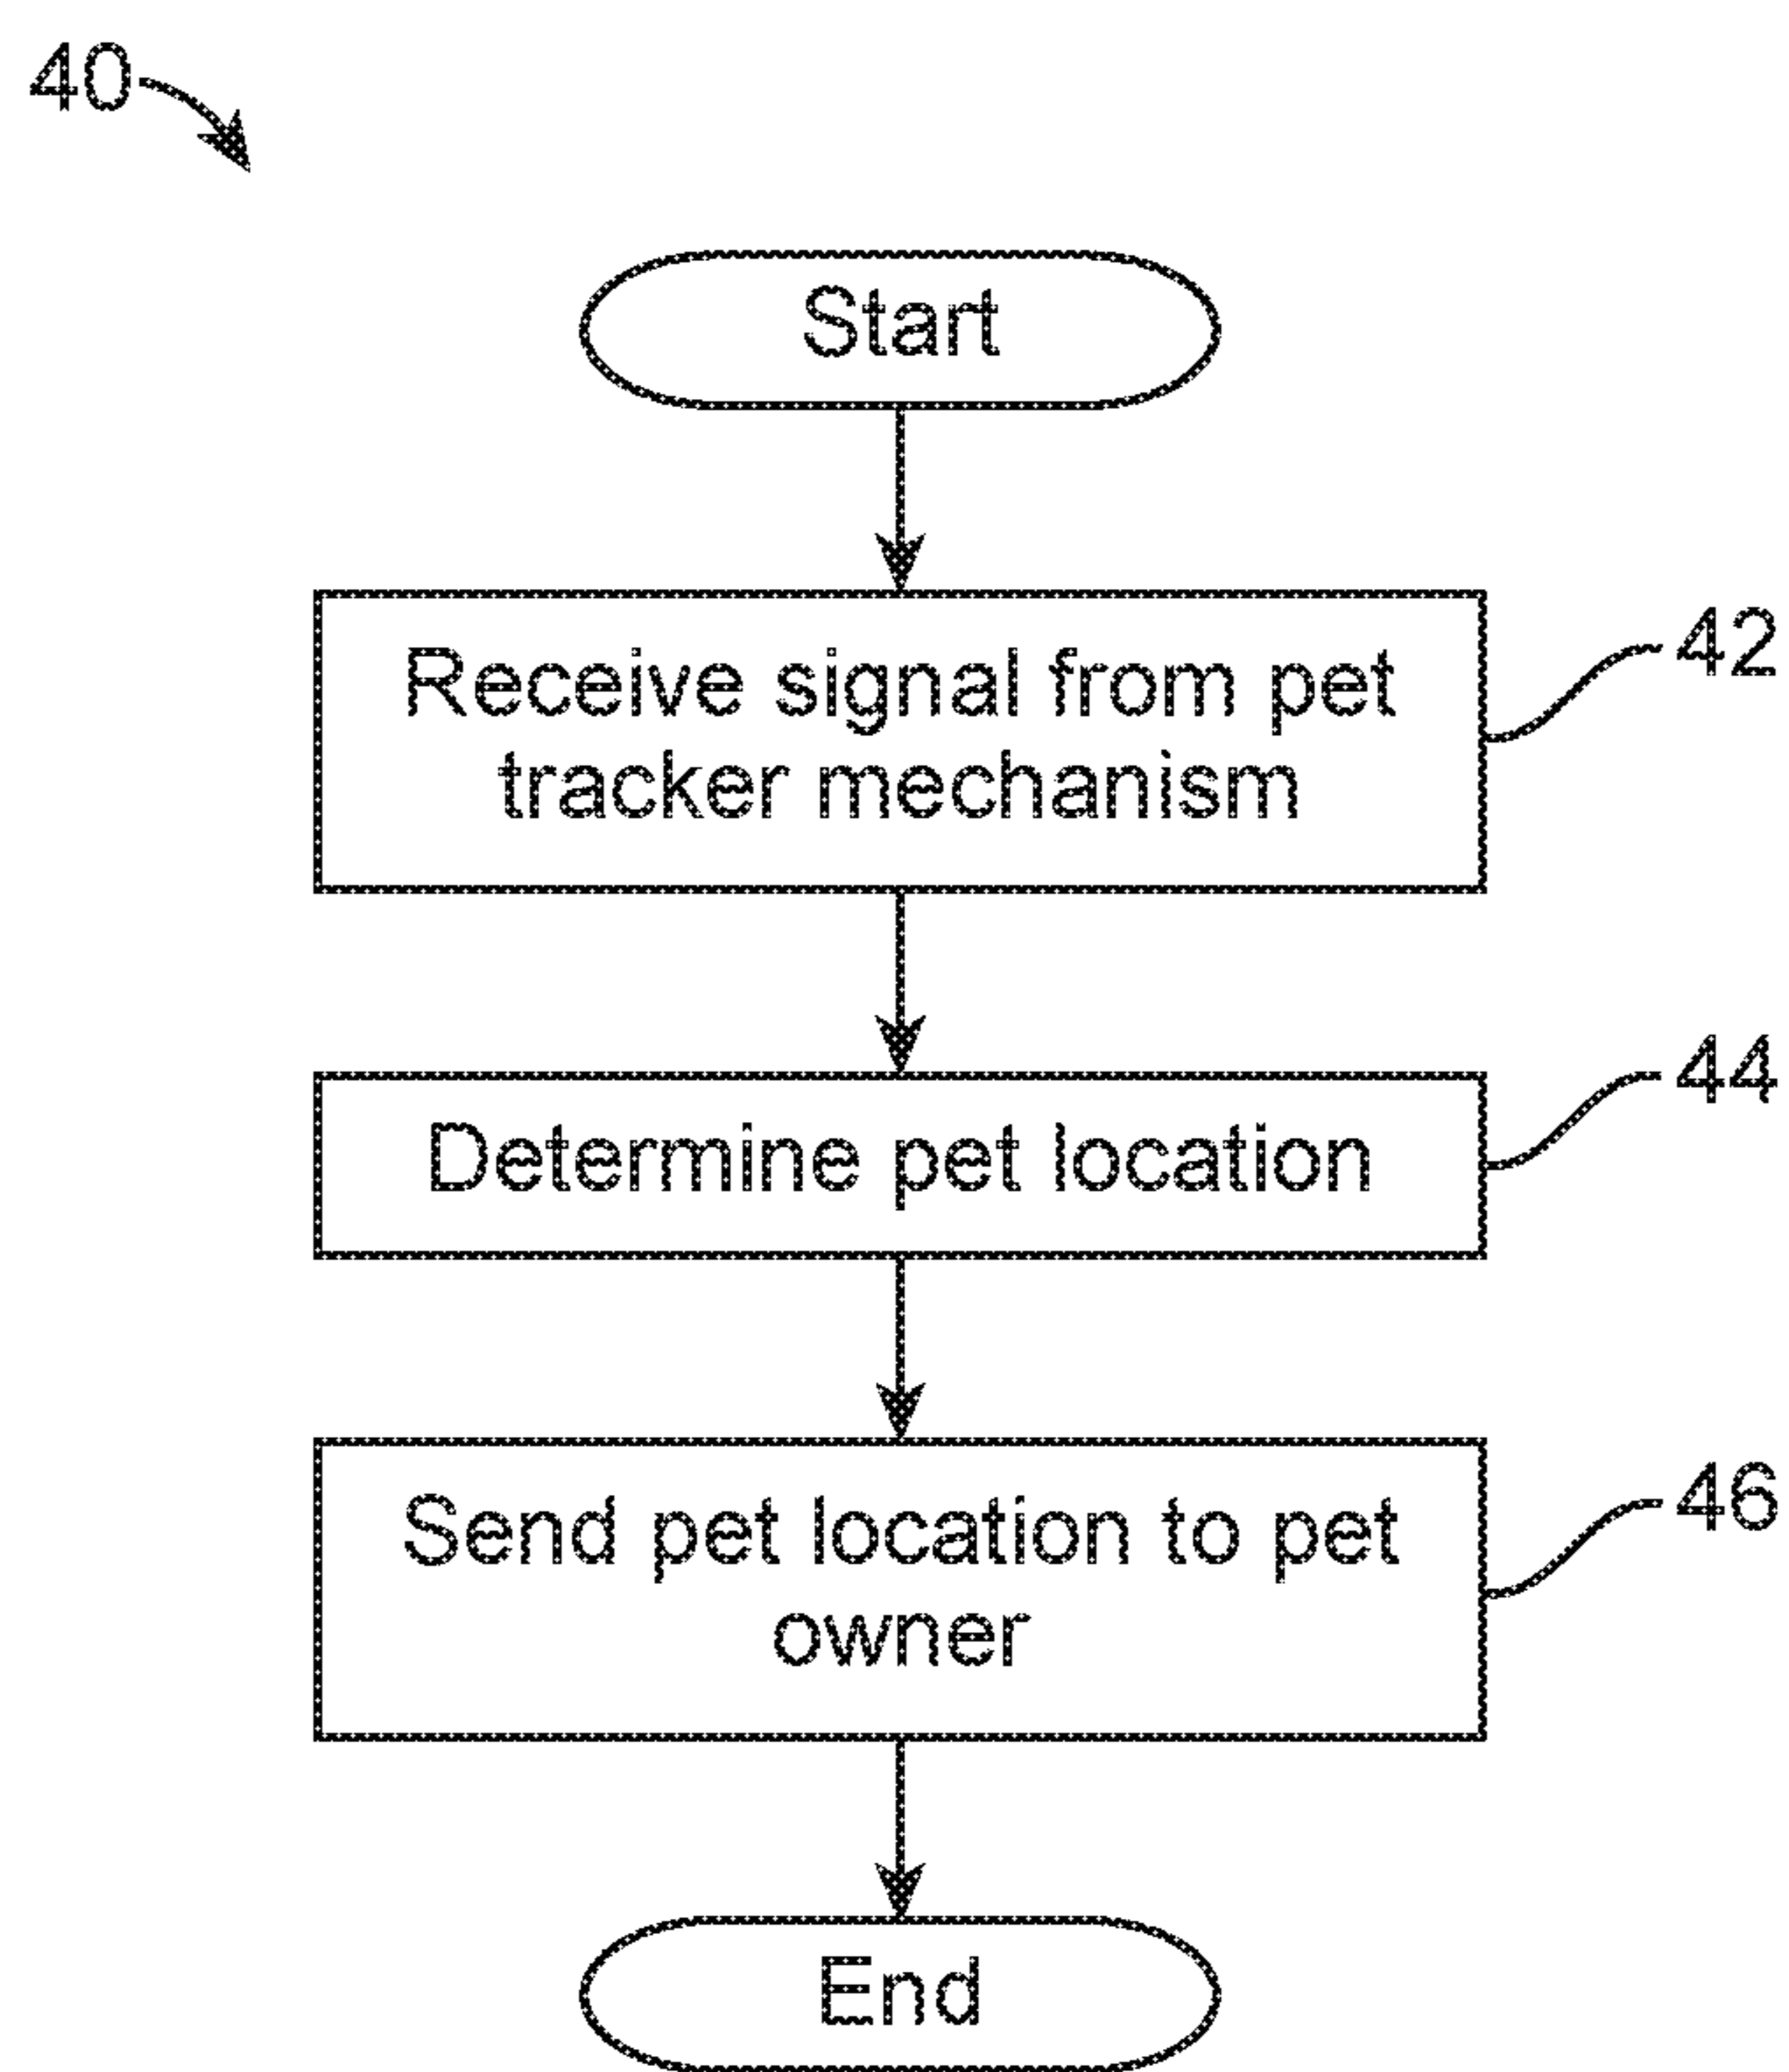 40
Start
Receive signal from pet
tracker mechanism
42
Determine pet location
44
Send pet location to pet
owner
46
End